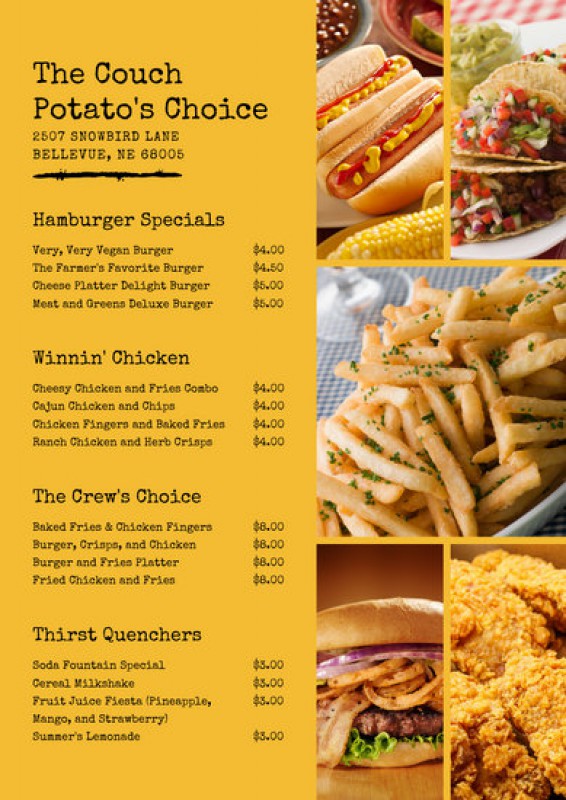 The Couch
Potato's Choice
2507 SNOWBIRD LANE
BELLEVUE, NE 68005
Hamburger Specials
Very, Very Vegan Burger $4.00
The Farmer's Favorite Burger $4.50
Cheese Platter Delight Burger $5.00
Meat and Greens Deluxe Burger $5.00
Winnin' Chicken
Cheesy Chicken and Fries Combo $4.00
Cajun Chicken and Chips $4.00
Chicken Fingers and Baked Fries $4.00
Ranch Chicken and Herb Crisps $4.00
The Crew's Choice
Baked Fries & Chicken Fingers $8.00
Burger, Crisps, and Chicken $8.00
Burger and Fries Platter $8.00
Fried Chicken and Fries $8.00
Thirst Quenchers
Soda Fountain Special $3.00
Cereal Milkshake $3.00
Fruit Juice Fiesta (Pineapple, $3.00
Mango, and Strawberry)
Summer's Lemonade $3.00